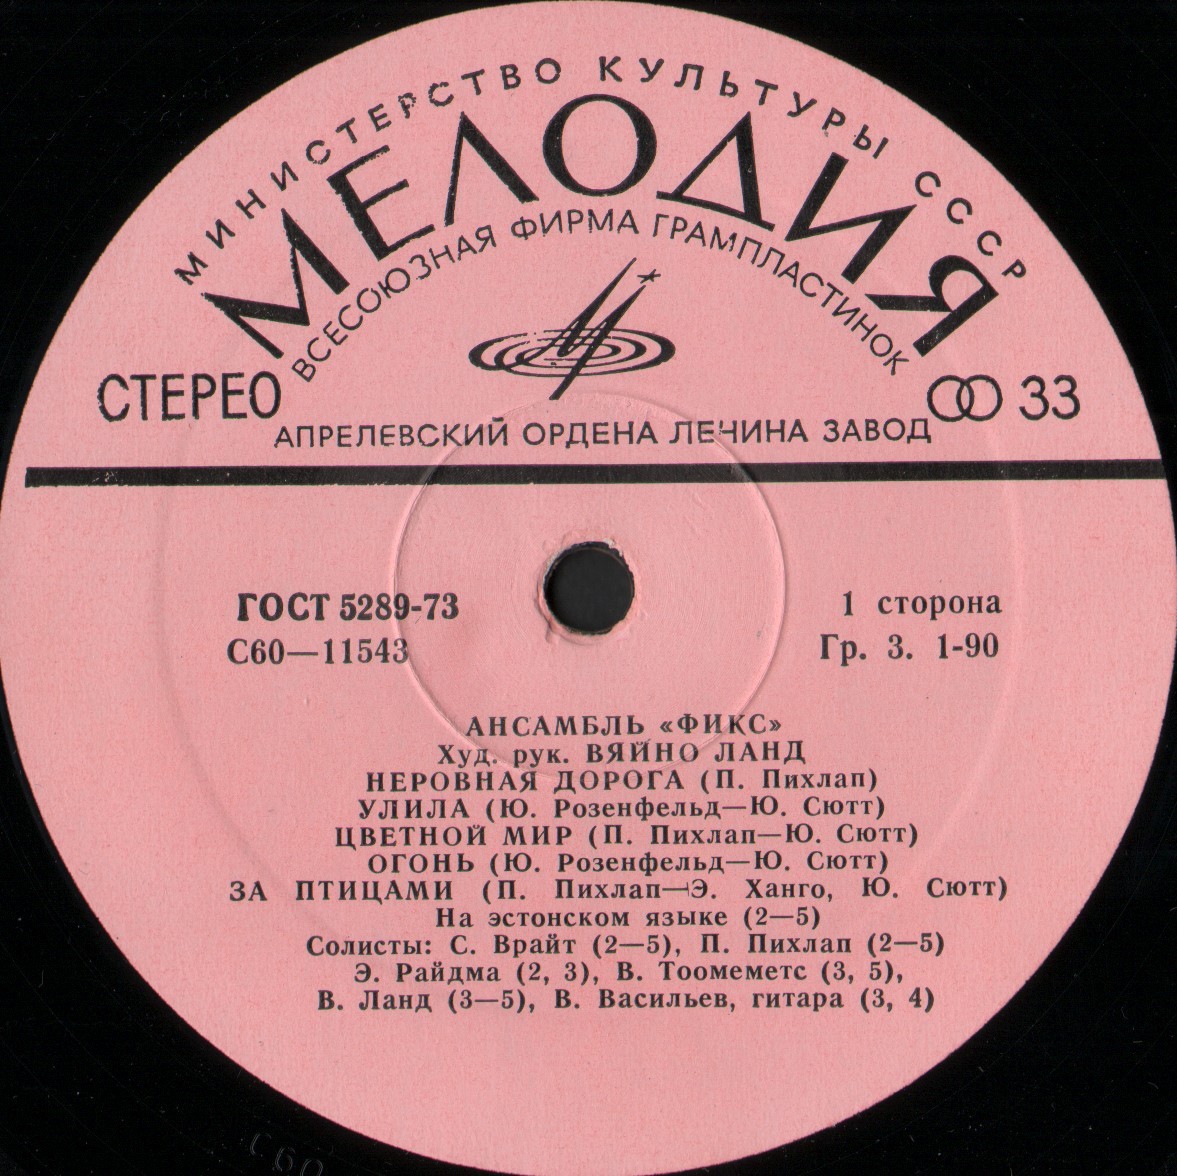 МИНИСТЕРСТВО КУЛЬТУРЫ СССР
МЕЛОДИЯ
ВСЕСОЮЗНАЯ ФИРМА ГРАМПЛАСТИНОК
СТЕРЕО 33
АПРЕЛЕВСКИЙ ОРДЕНА ЛЕНИНА ЗАВОД
ГОСТ 5289-73 1 сторона
С60—11543 Гр. 3. 1-90
АНСАМБЛЬ «ФИКС»
Худ. рук. ВЯЙНО ЛАНД
НЕРОВНАЯ ДОРОГА (П. Пихлап)
УЛИЛА (Ю. Розенфельд—Ю. Сютт)
ЦВЕТНОЙ МИР (П. Пихлап—Ю. Сютт)
ОГОНЬ (Ю. Розенфельд—Ю. Сютт)
ЗА ПТИЦАМИ (П. Пихлап—Э. Ханго, Ю. Сютт)
На эстонском языке (2—5)
Солисты: С. Врайт (2—5), П. Пихлап (2—5)
Э. Райдма (2, 3), В. Тоомеметс (3, 5),
В. Ланд (3—5), В. Васильев, гитара (3, 4)
С60